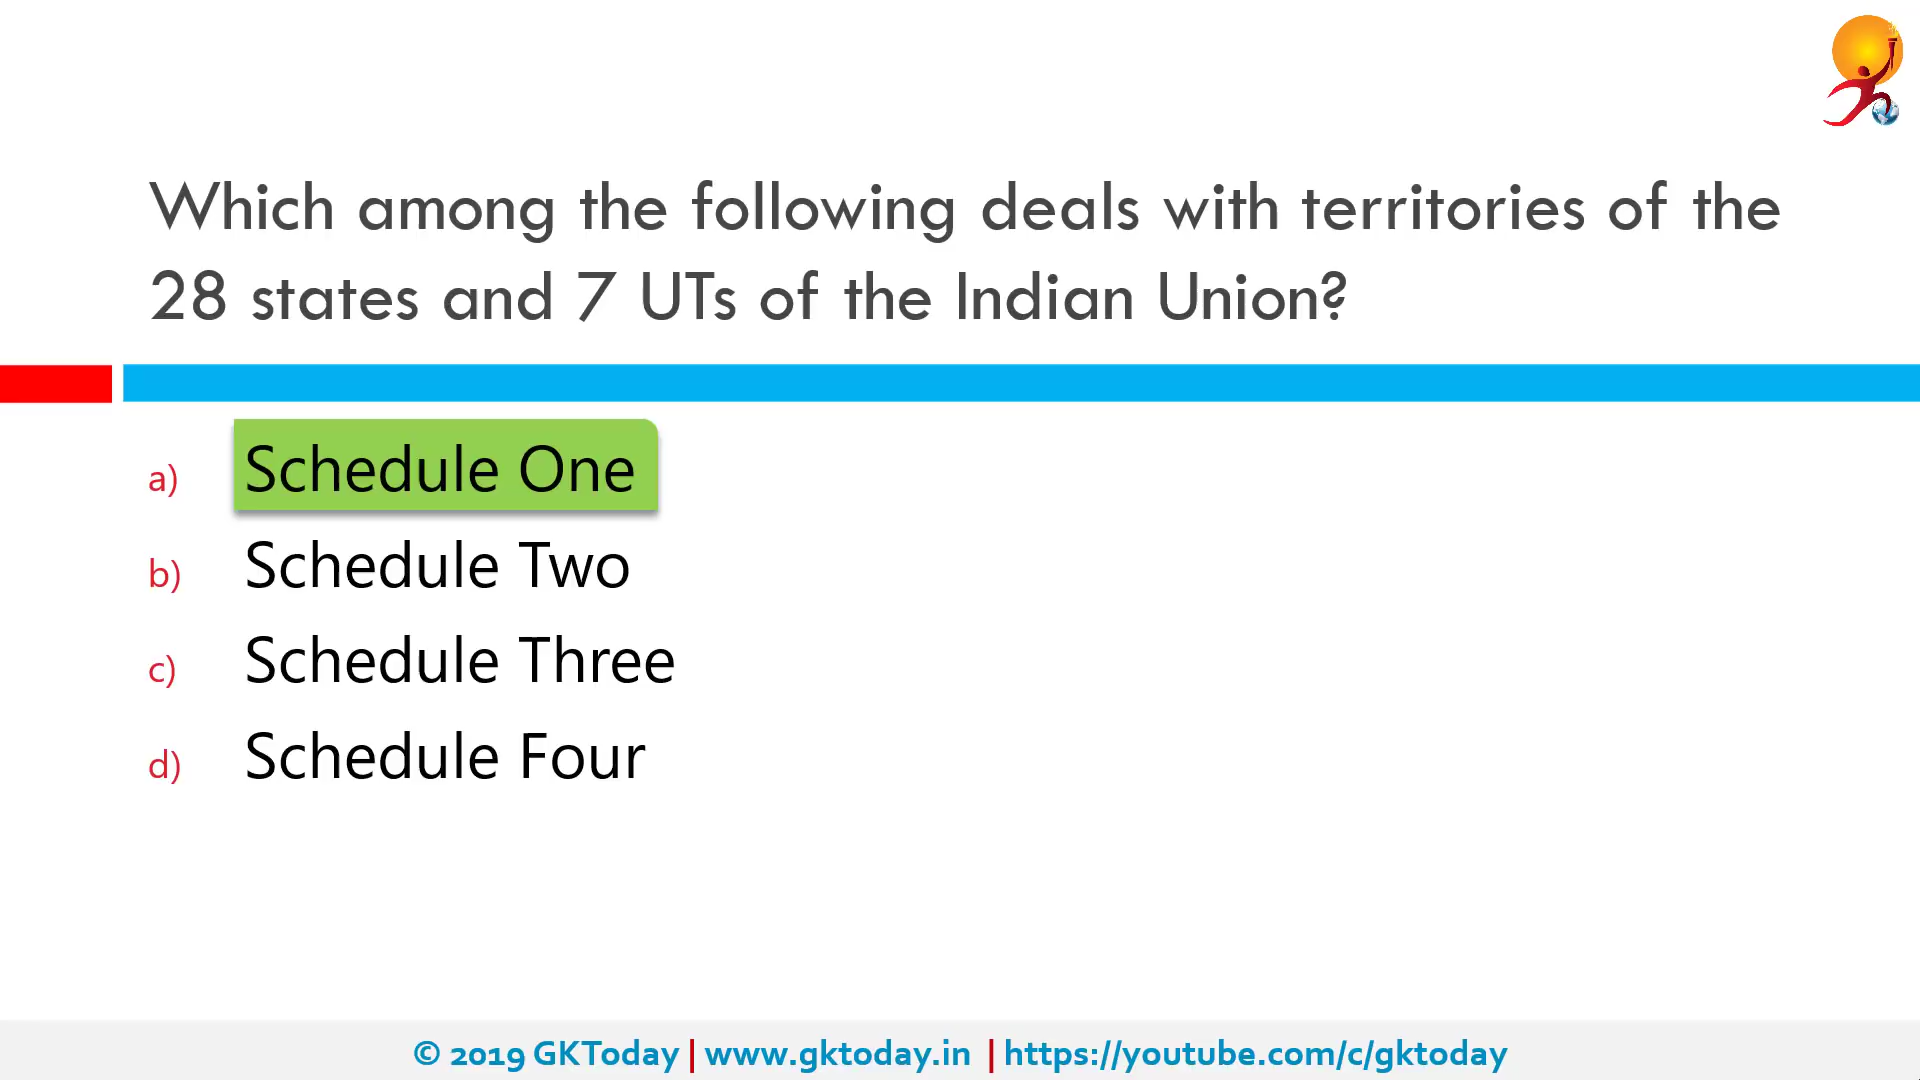 Which among the following deals with territories of the
28 states and 7 UTs of the Indian Union?
a) Schedule One
b) Schedule Two
c) Schedule Three
d) Schedule Four
© 2019 GKToday | www.gktoday.in | https://youtube.com/c/gktoday